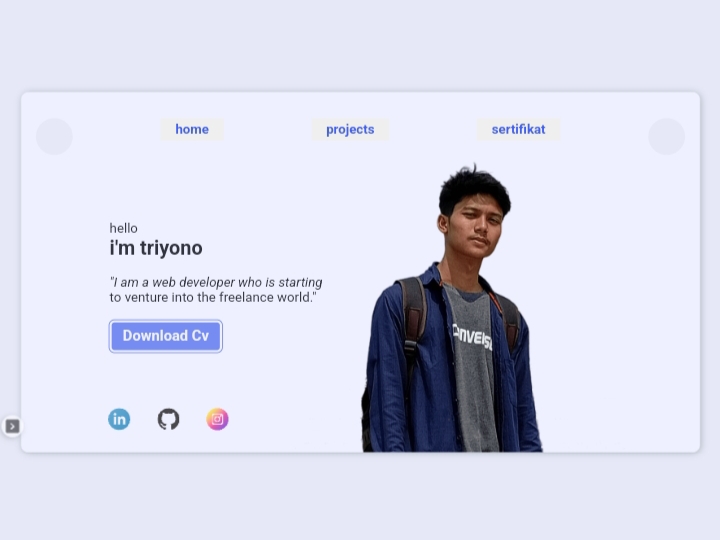 home
projects
sertifikat
hello
i'm triyono
"I am a web developer who is starting
to venture into the freelance world."
Download Cv
in